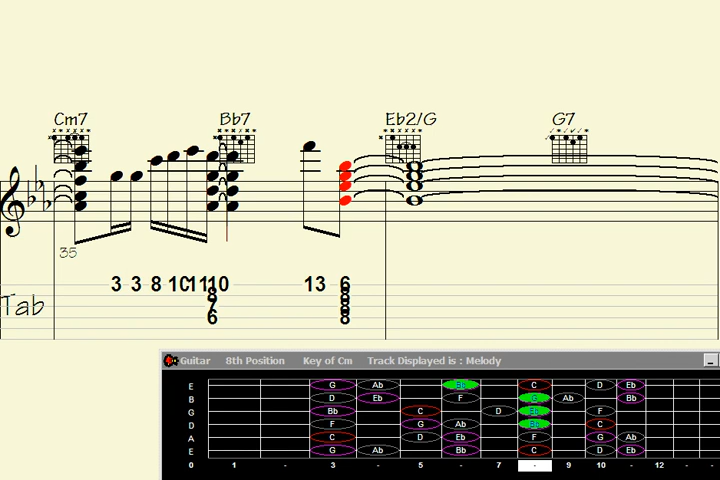 Cm7 Bb7 Eb2/G G7
35
3 3 8 10 11 10 13 6
8 8
Tab 7 8
6 8
Guitar 8th Position Key of Cm Track Displayed is : Melody
E G Ab Bb C D Eb
B D Eb F G Ab Bb
G Bb C D Eb F
D F G Ab Bb C
A C D Eb F G Ab
E G Ab Bb C D Eb
0 1 - 3 - 5 - 7 - 9 10 - 12 - -